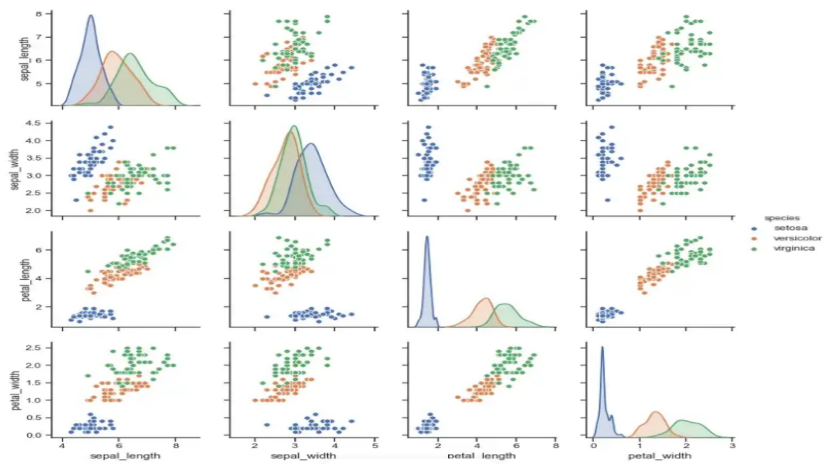 8
7
6
5
sepal_length
4.5
4.0
3.5
3.0
2.5
2.0
sepal_width
species
setosa
versicolor
virginica
6
4
2
petal_length
2.5
2.0
1.5
1.0
0.5
0.0
petal_width
4 6 8
sepal_length
2 3 4 5
sepal_width
2 4 6 8
petal_length
0 1 2 3
petal_width